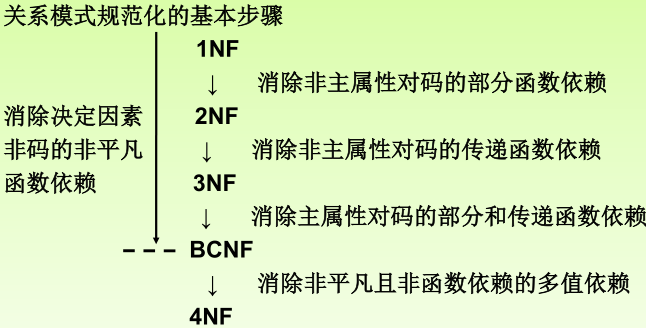 关系模式规范化的基本步骤
1NF
↓ 消除非主属性对码的部分函数依赖
消除决定因素
2NF
非码的非平凡
↓ 消除非主属性对码的传递函数依赖
函数依赖
3NF
↓ 消除主属性对码的部分和传递函数依赖
BCNF
↓ 消除非平凡且非函数依赖的多值依赖
4NF